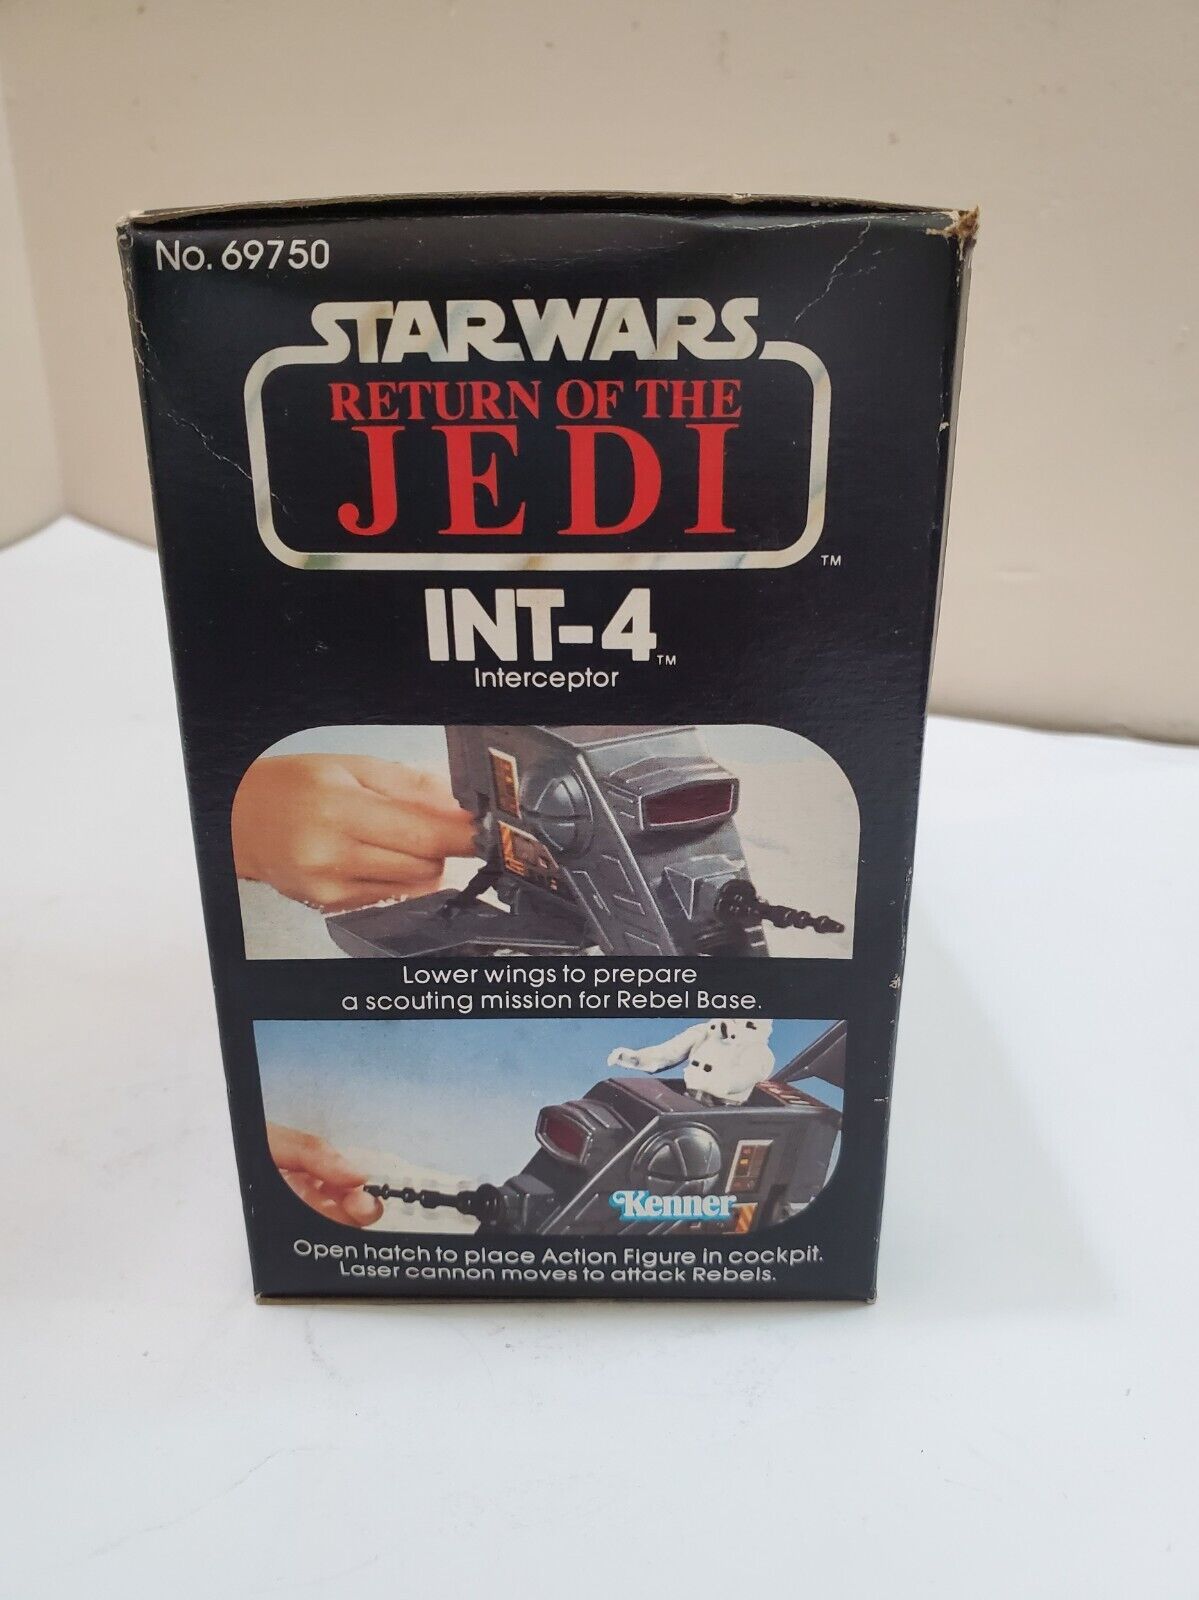 No. 69750
STAR WARS
RETURN OF THE
JEDI
TM
INT-4 TM
Interceptor
Lower wings to prepare
a scouting mission for Rebel Base.
Kenner
Open hatch to place Action Figure in cockpit.
Laser cannon moves to attack Rebels.